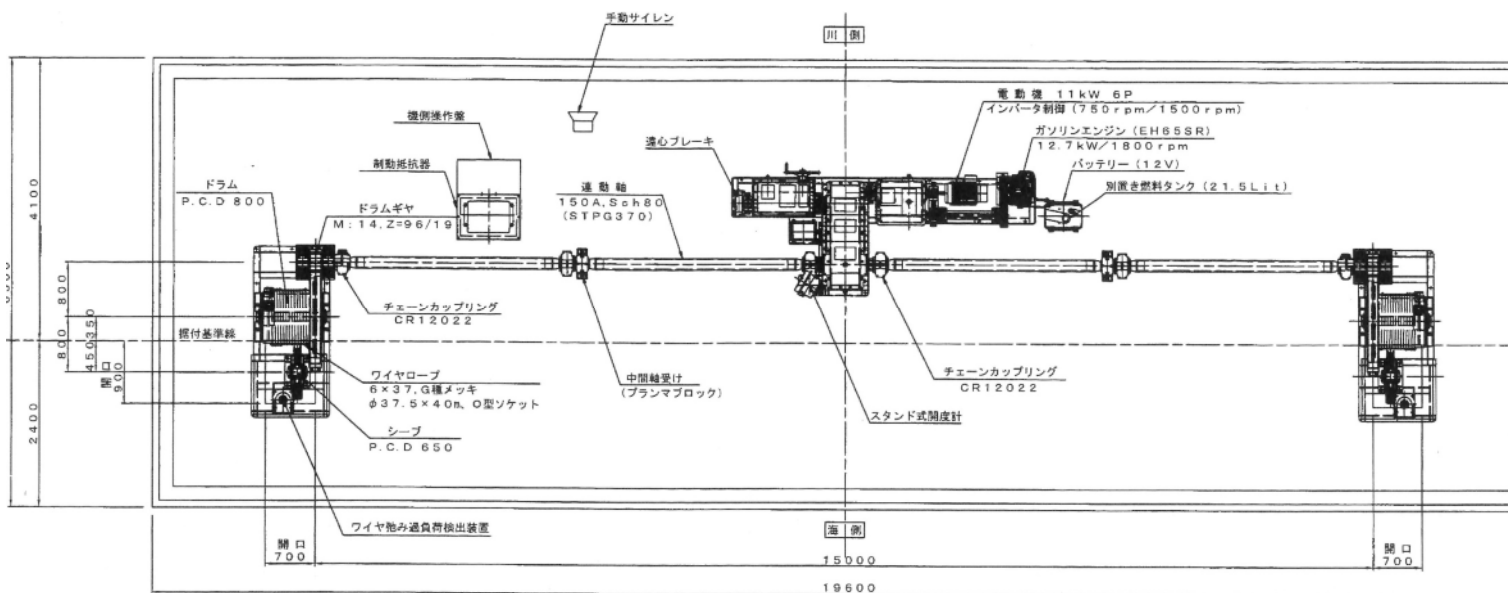 手動サイレン
川側
電動機 11kW 6P
インバータ制御(750rpm/1500rpm)
機側操作盤
ガソリンエンジン(EH65SR)
12.7kW/1800rpm
遠心ブレーキ
制動抵抗器
バッテリー(12V)
ドラム
P.C.D 800
連動軸
150A,Sch80
(STPG370)
別置き燃料タンク(21.5Lit)
ドラムギヤ
M:14,Z=96/19
4100
800
チェーンカップリング
CR12022
据付基準線
350
800
450
開口
900
ワイヤロープ
6×37,G種メッキ
φ37.5×40m、O型ソケット
中間軸受け
(プランマブロック)
チェーンカップリング
CR12022
スタンド式開度計
シーブ
P.C.D 650
2400
ワイヤ弛み過負荷検出装置
海側
開口
700
15000
開口
700
19600